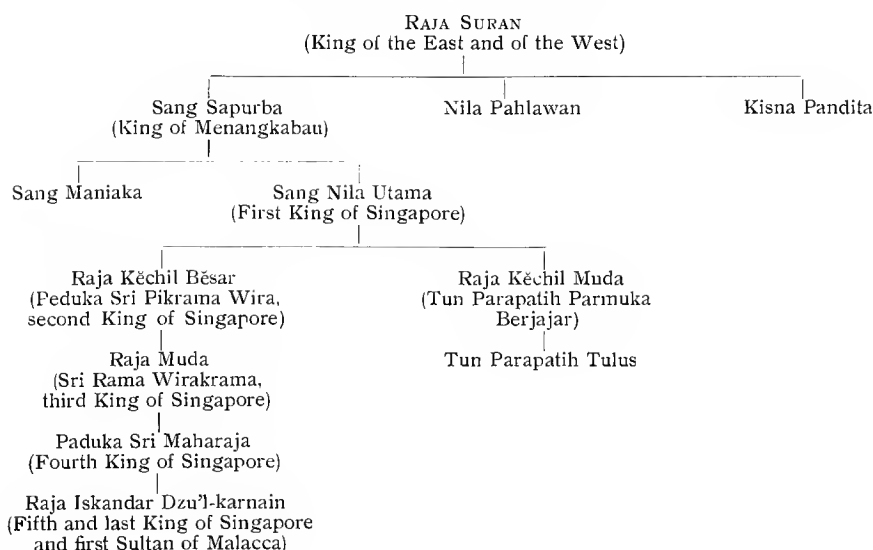 RAJA SURAN
(King of the East and of the West)
Sang Sapurba
(King of Menangkabau)
Nila Pahlawan
Kisna Pandita
Sang Maniaka
Sang Nila Utama
(First King of Singapore)
Raja Kĕchil Bĕsar
(Peduka Sri Pikrama Wira,
second King of Singapore)
Raja Kĕchil Muda
(Tun Parapatih Parmuka
Berjajar)
Raja Muda
(Sri Rama Wirakrama,
third King of Singapore)
Tun Parapatih Tulus
Paduka Sri Maharaja
(Fourth King of Singapore)
Raja Iskandar Dzu'l-karnain
(Fifth and last King of Singapore
and first Sultan of Malacca)